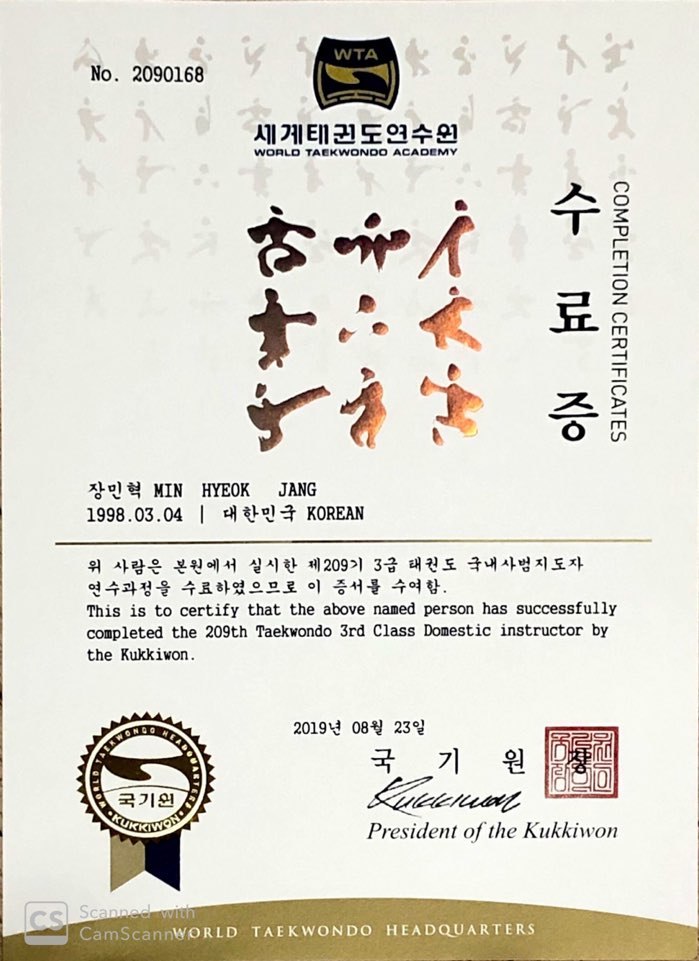 No. 2090168
WTA
세계태권도연수원
WORLD TAEKWONDO ACADEMY
수료증
COMPLETION CERTIFICATES
장민혁 MIN HYEOK JANG
1998.03.04 | 대한민국 KOREAN
위 사람은 본원에서 실시한 제209기 3급 태권도 국내사범지도자
연수과정을 수료하였으므로 이 증서를 수여함.
This is to certify that the above named person has successfully
completed the 209th Taekwondo 3rd Class Domestic instructor by
the Kukkiwon.
2019년 08월 23일
국 기 원 장
Kukkiwon
President of the Kukkiwon
WORLD TAEKWONDO HEADQUARTERS
국기원
KUKKIWON
CS Scanned with
CamScanner
WORLD TAEKWONDO HEADQUARTERS